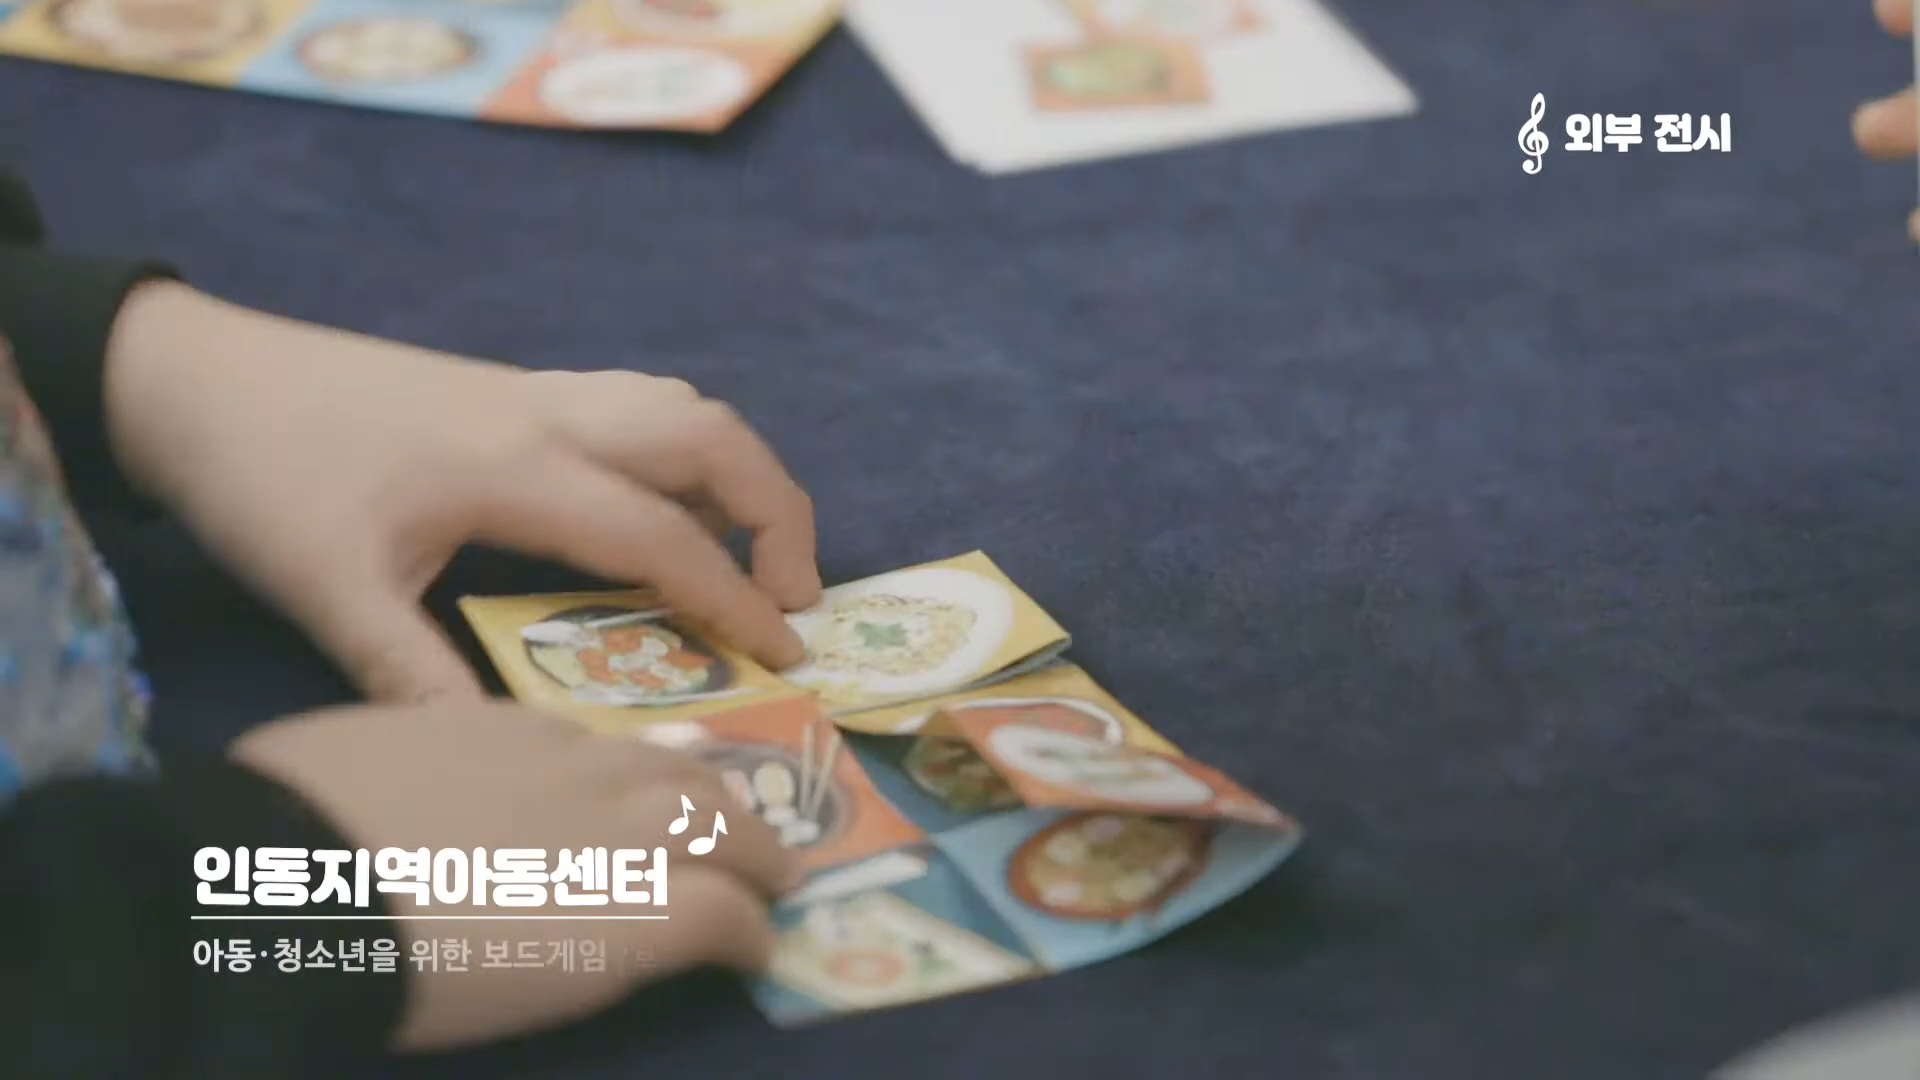 외부 전시
인동지역아동센터
아동·청소년을 위한 보드게임